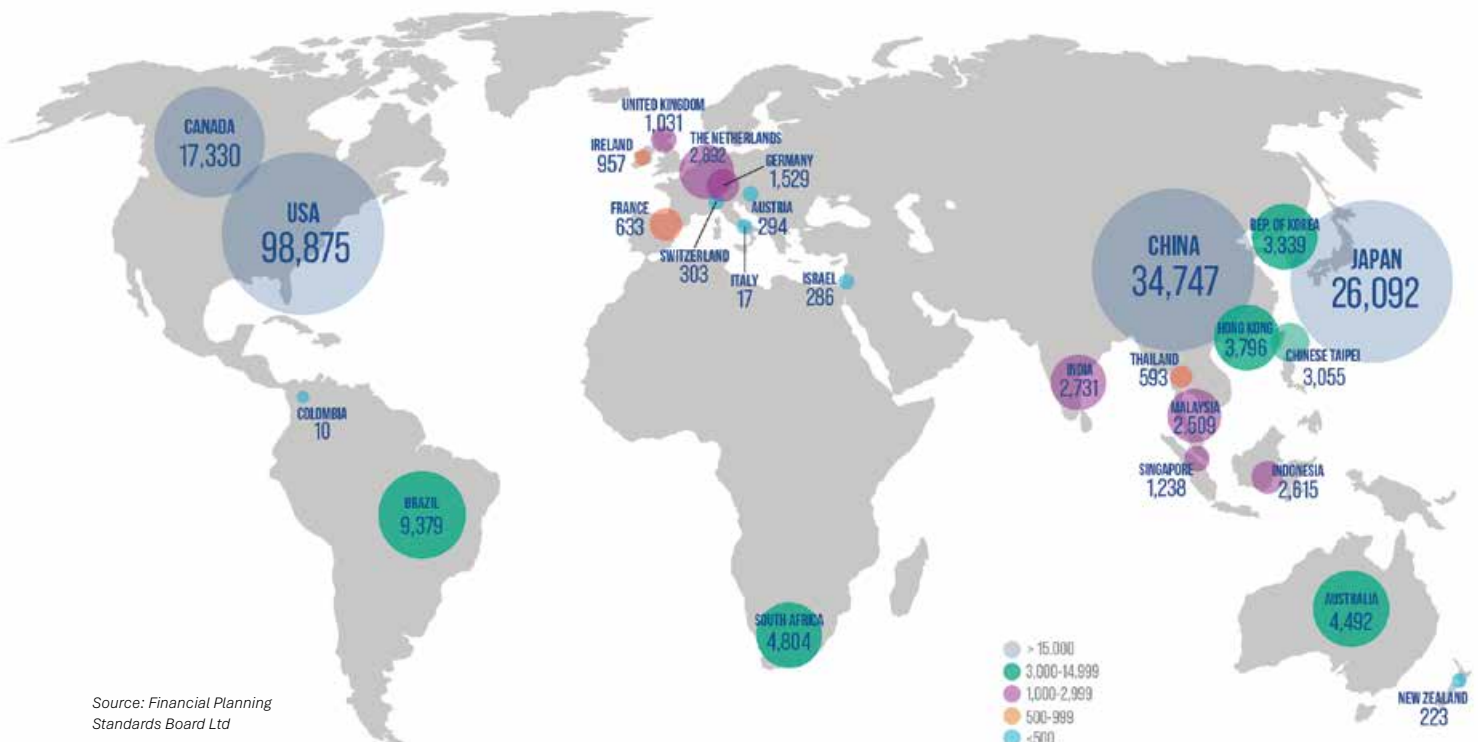 CANADA
17,330
USA
98,875
UNITED KINGDOM
1,031
IRELAND
957
THE NETHERLANDS
2,892
GERMANY
1,529
FRANCE
633
AUSTRIA
294
SWITZERLAND
303
ITALY
17
ISRAEL
286
CHINA
34,747
REP. OF KOREA
3,339
JAPAN
26,092
HONG KONG
3,796
CHINESE TAIPEI
3,055
INDIA
2,731
THAILAND
593
MALAYSIA
2,509
SINGAPORE
1,238
INDONESIA
2,615
COLOMBIA
10
BRAZIL
9,379
SOUTH AFRICA
4,804
AUSTRALIA
4,492
NEW ZEALAND
223
> 15.000
3,000-14,999
1,000-2,999
500-999
<500
Source: Financial Planning
Standards Board Ltd